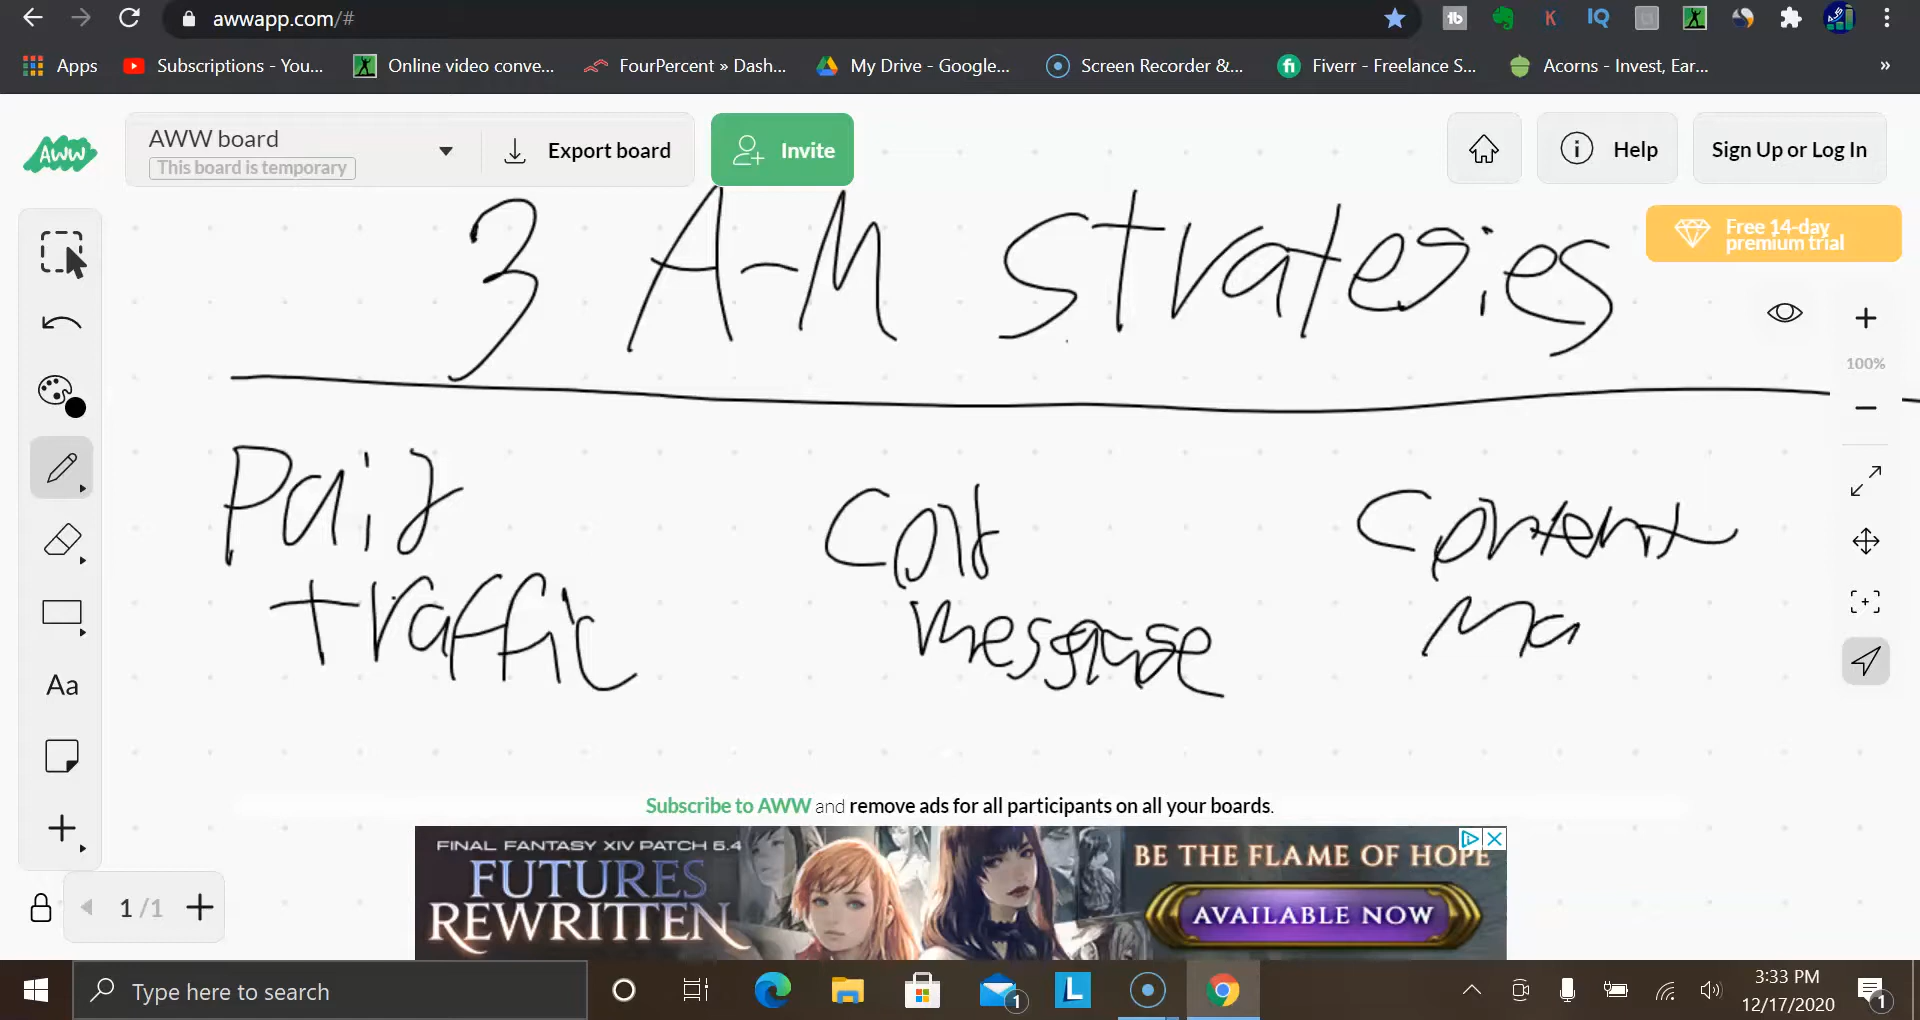 awwapp.com/#
Apps Subscriptions - You... Online video conve... FourPercent » Dash... My Drive - Google... Screen Recorder &... Fiverr - Freelance S... Acorns - Invest, Ear... »
AWW
AWW board
This board is temporary
Export board
Invite
Help
Sign Up or Log In
Free 14-day
premium trial
3 A-M Strategies
100%
Paid Cold Content
traffic message Ma
Aa
Subscribe to AWW and remove ads for all participants on all your boards.
FINAL FANTASY XIV PATCH 5.4
FUTURES
REWRITTEN
BE THE FLAME OF HOPE
AVAILABLE NOW
1 /1
Type here to search
1
L
3:33 PM
12/17/2020
1